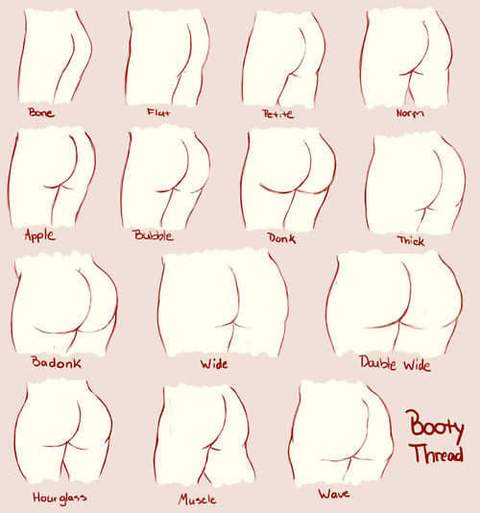 Bone
Flat
Petite
Norm
Apple
Bubble
Donk
Thick
Badonk
Wide
Double Wide
Hourglass
Muscle
Wave
Booty
Thread